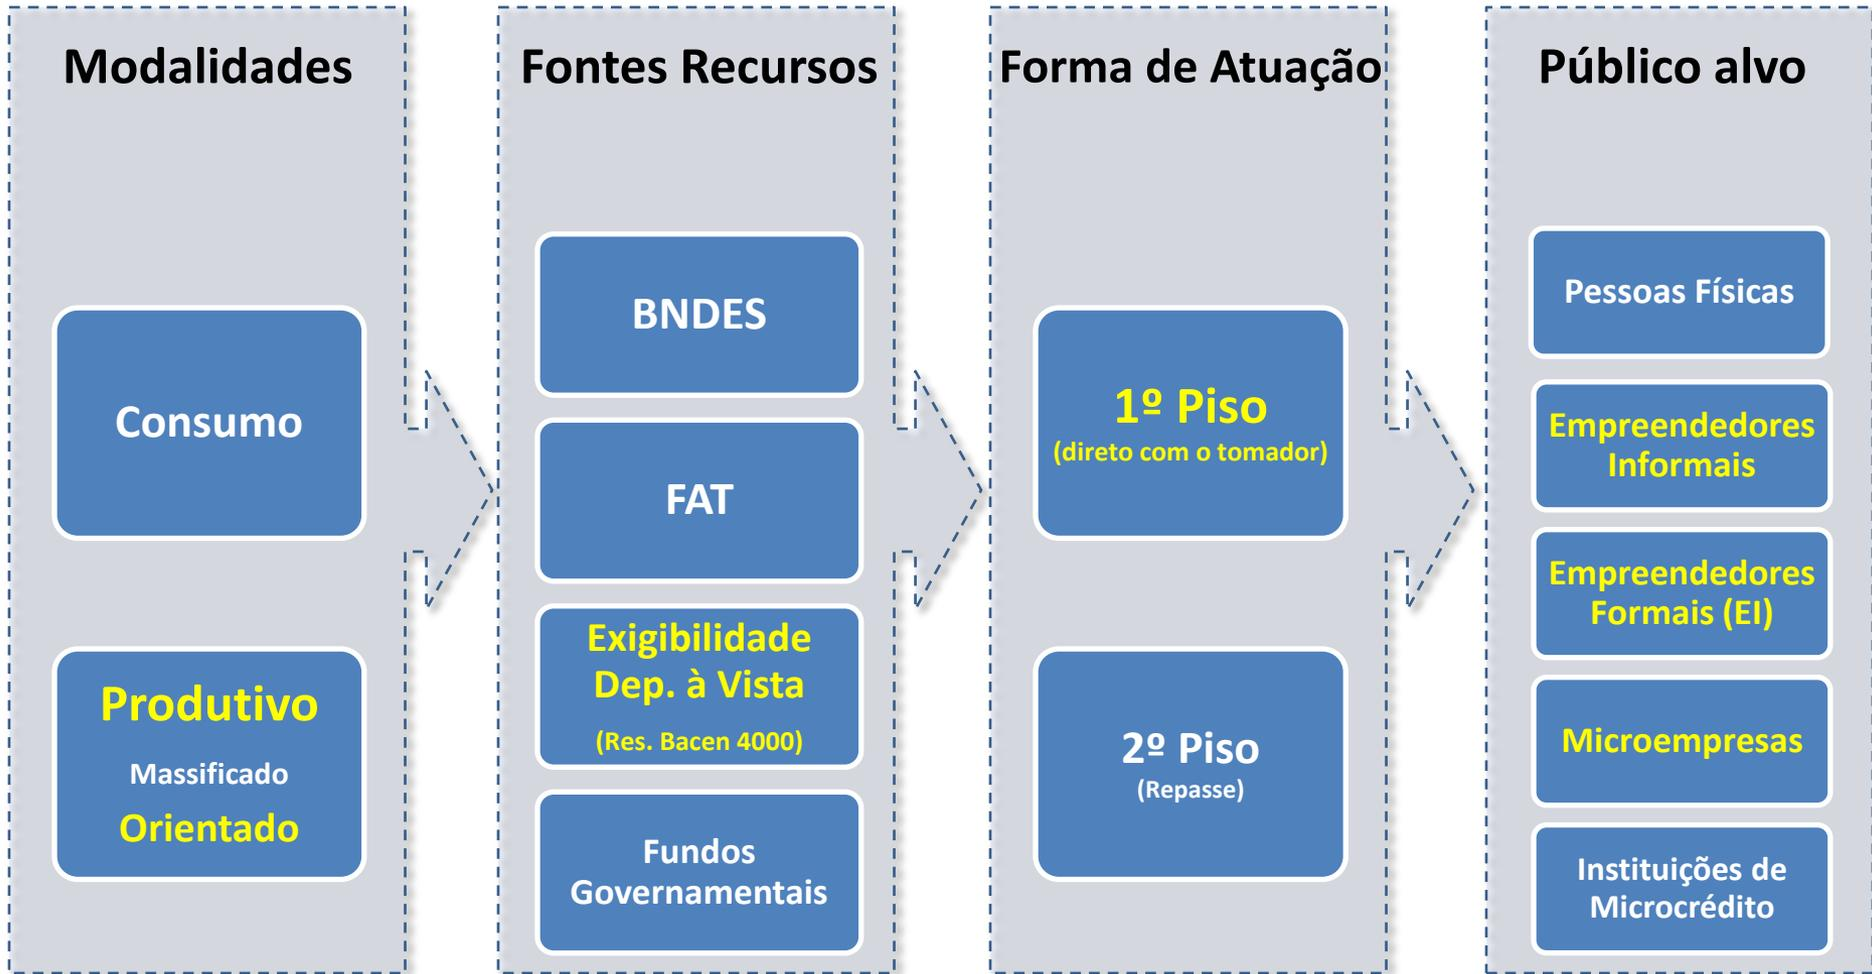 Modalidades
Consumo
Produtivo
Massificado
Orientado
Fontes Recursos
BNDES
FAT
Exigibilidade
Dep. à Vista
(Res. Bacen 4000)
Fundos
Governamentais
Forma de Atuação
1º Piso
(direto com o tomador)
2º Piso
(Repasse)
Público alvo
Pessoas Físicas
Empreendedores
Informais
Empreendedores
Formais (EI)
Microempresas
Instituições de
Microcrédito